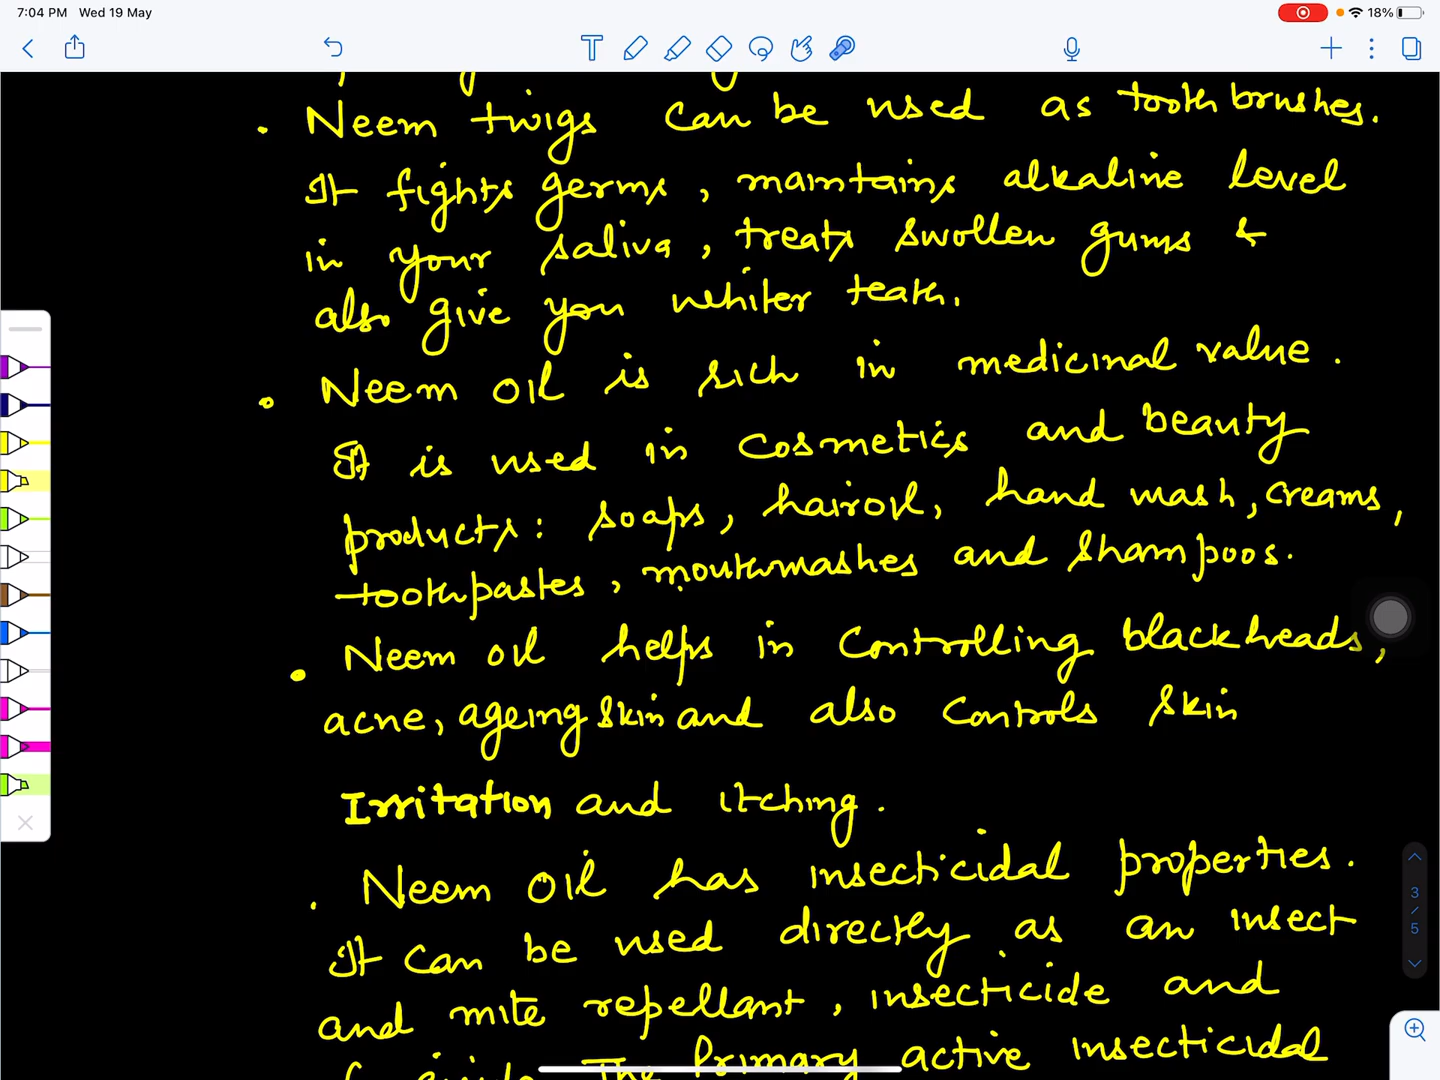 7:04 PM Wed 19 May
18%
• Neem twigs can be used as tooth brushes.
It fights germs, maintains alkaline level
in your saliva, treats swollen gums &
also give you whiter teath.
• Neem oil is rich in medicinal value.
It is used in cosmetics and beauty
products: soaps, hairoil, hand wash, creams,
toothpastes, mouthwashes and shampoos.
• Neem oil helps in controlling blackheads,
acne, ageing skin and also controls skin
Irritation and itching.
• Neem oil has insecticidal properties.
It can be used directly as an insect
and mite repellant, insecticide and
The Primary active insecticidal
3
/
5